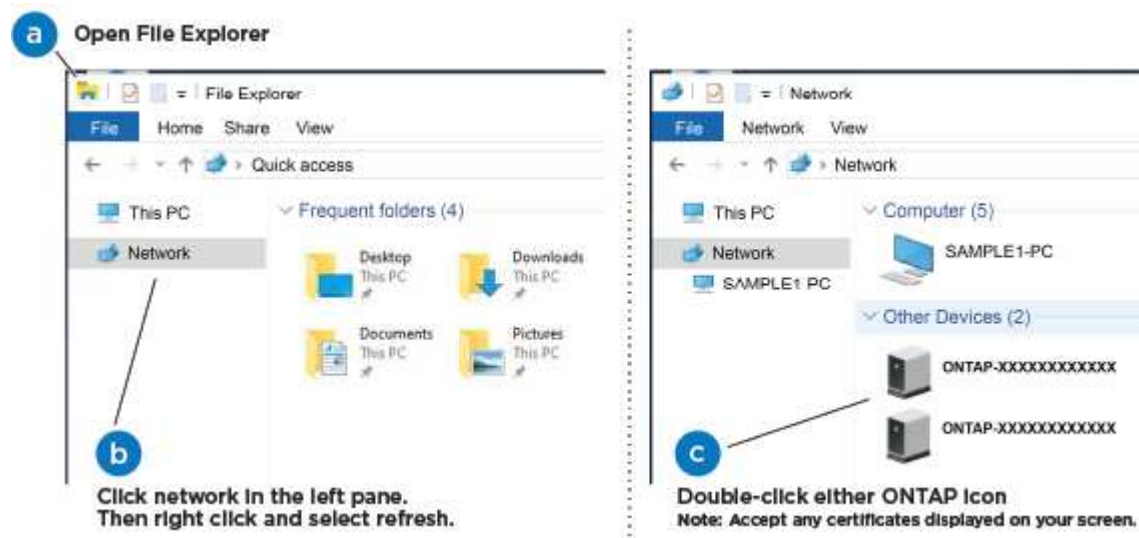 a Open File Explorer
File Explorer
File Home Share View
Quick access
This PC
Network
Frequent folders (4)
Desktop
This PC
Downloads
This PC
Documents
This PC
Pictures
This PC
b
Click network in the left pane.
Then right click and select refresh.
Network
File Network View
Network
This PC
Network
SAMPLE1 PC
Computer (5)
SAMPLE1-PC
Other Devices (2)
ONTAP-XXXXXXXXXXXX
ONTAP-XXXXXXXXXXXX
c
Double-click either ONTAP icon
Note: Accept any certificates displayed on your screen.